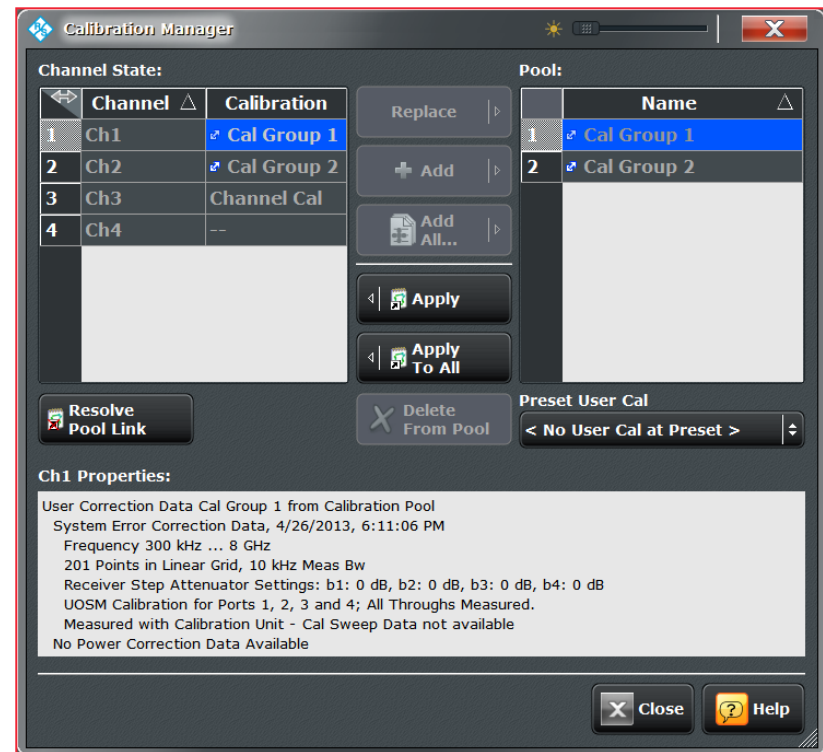 Calibration Manager
X
Channel State:
Pool:
Channel Calibration
1 Ch1 Cal Group 1
2 Ch2 Cal Group 2
3 Ch3 Channel Cal
4 Ch4 --
Replace
Add
Add All...
Apply
Apply To All
Delete From Pool
Name
1 Cal Group 1
2 Cal Group 2
Resolve Pool Link
Preset User Cal
< No User Cal at Preset >
Ch1 Properties:
User Correction Data Cal Group 1 from Calibration Pool
System Error Correction Data, 4/26/2013, 6:11:06 PM
Frequency 300 kHz ... 8 GHz
201 Points in Linear Grid, 10 kHz Meas Bw
Receiver Step Attenuator Settings: b1: 0 dB, b2: 0 dB, b3: 0 dB, b4: 0 dB
UOSM Calibration for Ports 1, 2, 3 and 4; All Throughs Measured.
Measured with Calibration Unit - Cal Sweep Data not available
No Power Correction Data Available
X Close
? Help